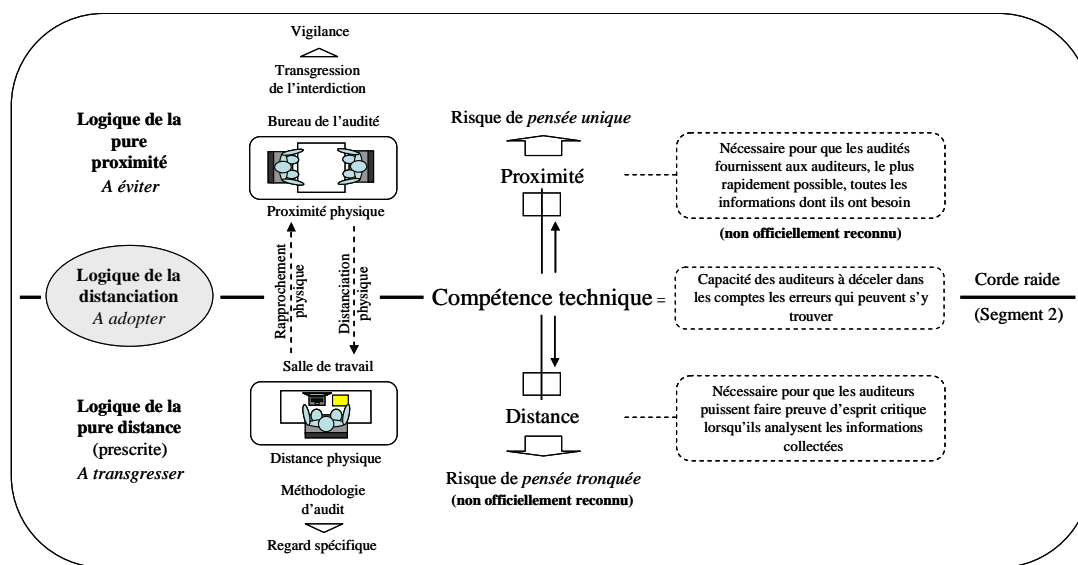 Vigilance
Transgression
de l’interdiction
Bureau de l’audité
Proximité physique
Logique de la
pure
proximité
A éviter
Risque de pensée unique
Proximité
Nécessaire pour que les audités
fournissent aux auditeurs, le plus
rapidement possible, toutes les
informations dont ils ont besoin
(non officiellement reconnu)
Logique de la
distanciation
A adopter
Rapprochement
physique
Distanciation
physique
Compétence technique =
Capacité des auditeurs à déceler dans
les comptes les erreurs qui peuvent s’y
trouver
Corde raide
(Segment 2)
Salle de travail
Distance physique
Logique de la
pure distance
(prescrite)
A transgresser
Distance
Risque de pensée tronquée
(non officiellement reconnu)
Nécessaire pour que les auditeurs
puissent faire preuve d’esprit critique
lorsqu’ils analysent les informations
collectées
Méthodologie
d’audit
Regard spécifique